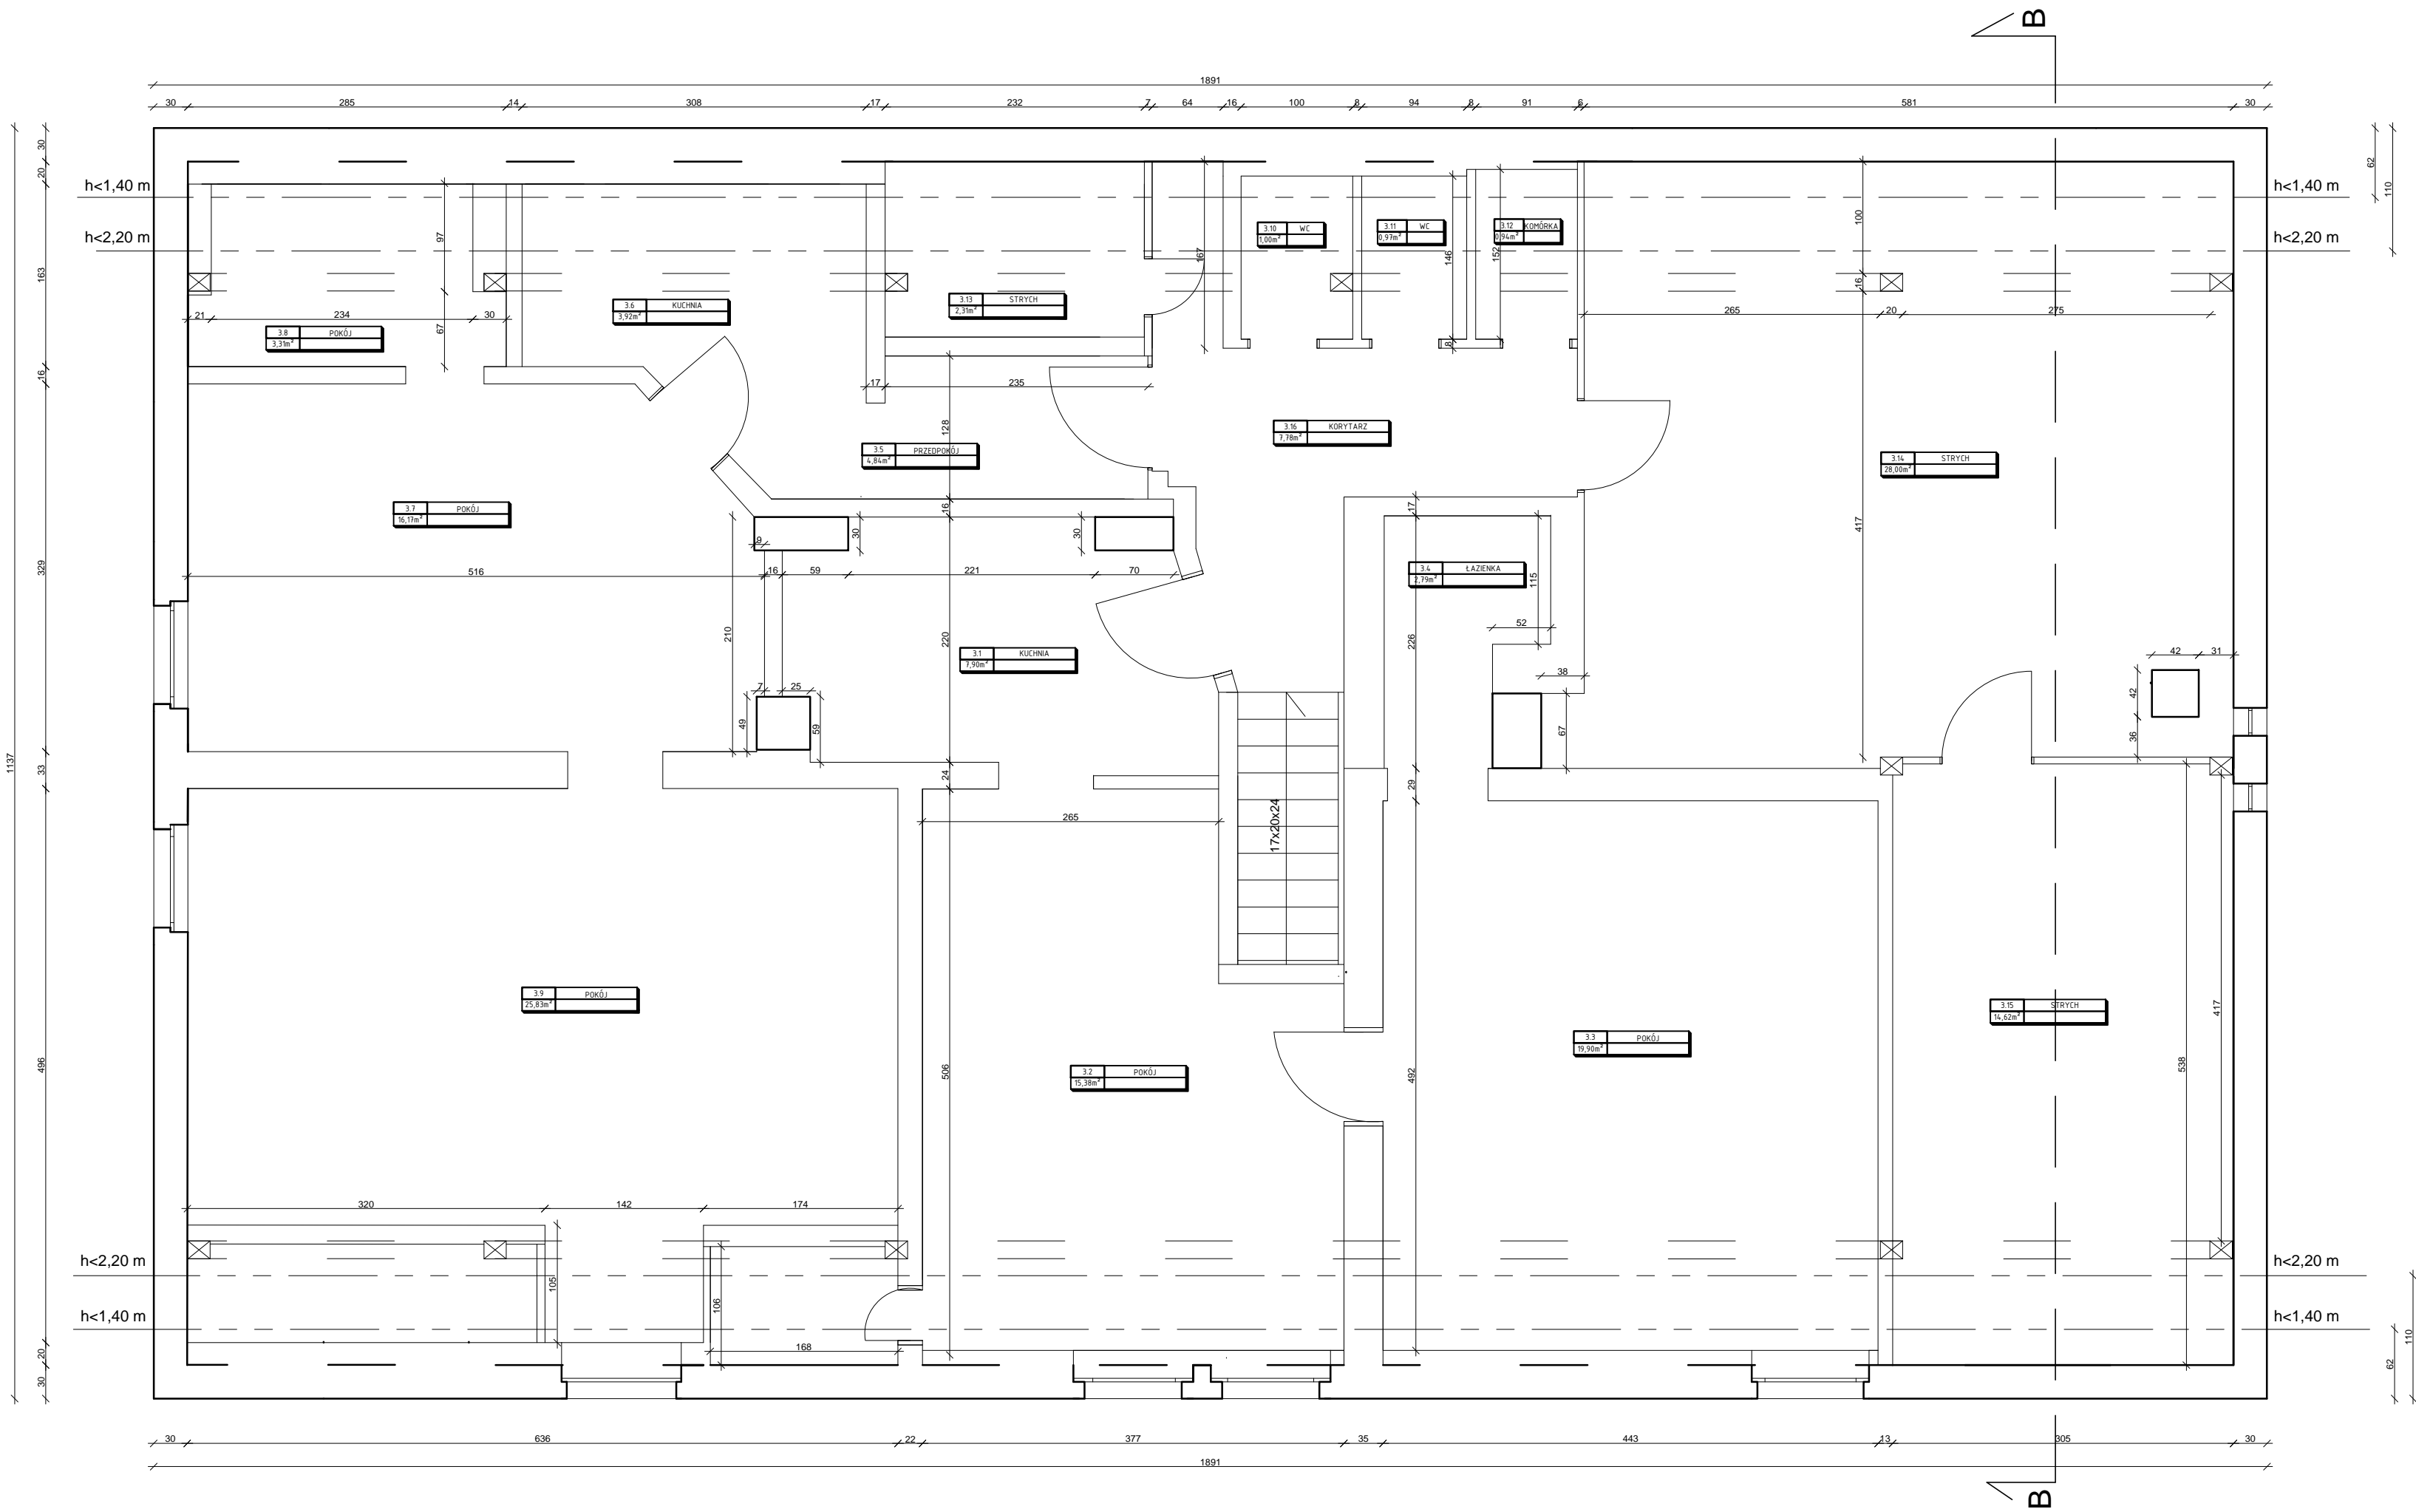 B
1891
30 285 14 308 17 232 7 64 16 100 8 94 8 91 6 581 30
30
20
62
110
h<1,40 m
h<1,40 m
h<2,20 m
h<2,20 m
97
163
67
167
146
152
8
100
16
3.10 WC
1,00m²
3.11 WC
0,97m²
3.12 KOMÓRKA
0,94m²
3.6 KUCHNIA
3,92m²
3.13 STRYCH
2,31m²
21 234 30
265 20 275
3.8 POKÓJ
3,31m²
16
17 235
128
3.16 KORYTARZ
7,78m²
3.5 PRZEDPOKÓJ
4,84m²
3.14 STRYCH
28,00m²
3.7 POKÓJ
16,17m²
16
17
30
30
9
417
329
516 16 59 221 70
3.4 ŁAZIENKA
2,79m²
115
52
210
220
226
3.1 KUCHNIA
7,90m²
42 31
38
42
36
7 25
49
59
67
1137
33
24
29
265
17x20x24
3.9 POKÓJ
25,83m²
3.15 STRYCH
14,62m²
417
3.3 POKÓJ
19,90m²
3.2 POKÓJ
15,38m²
496
506
492
538
320 142 174
h<2,20 m
h<2,20 m
105
106
h<1,40 m
h<1,40 m
168
20
30
62
110
30 636 22 377 35 443 13 305 30
1891
B